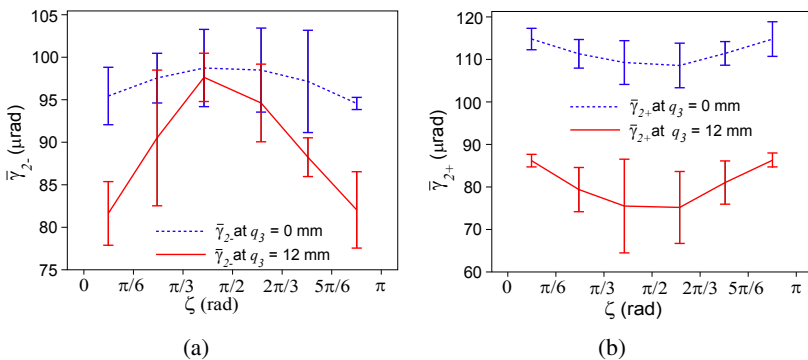 105
100
95
90
85
80
75
γ̄2- (μrad)
γ̄2- at q3 = 0 mm
γ̄2- at q3 = 12 mm
0 π/6 π/3 π/2 2π/3 5π/6 π
ζ (rad)
(a)
120
110
100
90
80
70
60
γ̄2+ (μrad)
γ̄2+ at q3 = 0 mm
γ̄2+ at q3 = 12 mm
0 π/6 π/3 π/2 2π/3 5π/6 π
ζ (rad)
(b)